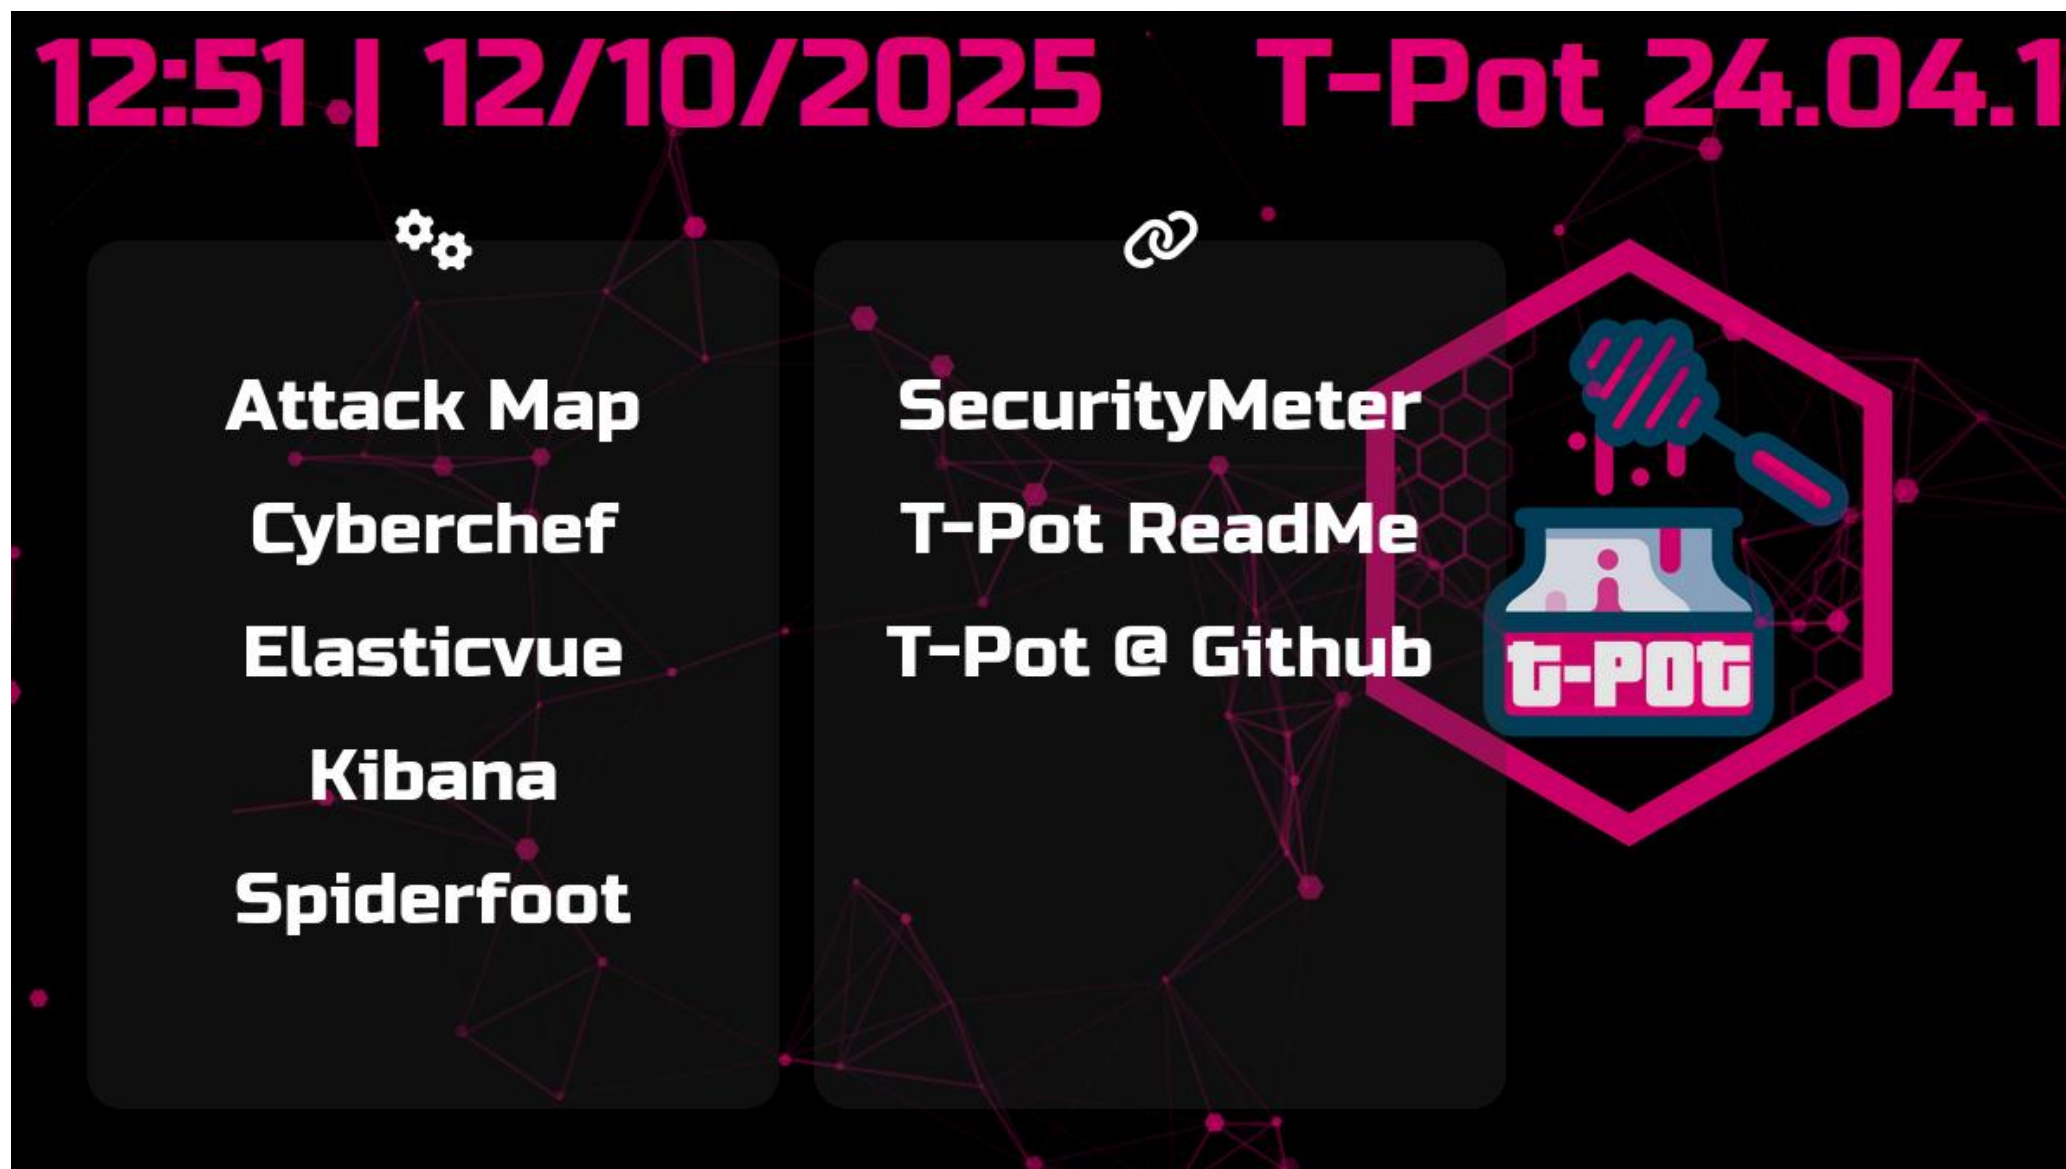 12:51 | 12/10/2025
T-Pot 24.04.1
Attack Map
Cyberchef
Elasticvue
Kibana
Spiderfoot
SecurityMeter
T-Pot ReadMe
T-Pot @ Github
t-POt